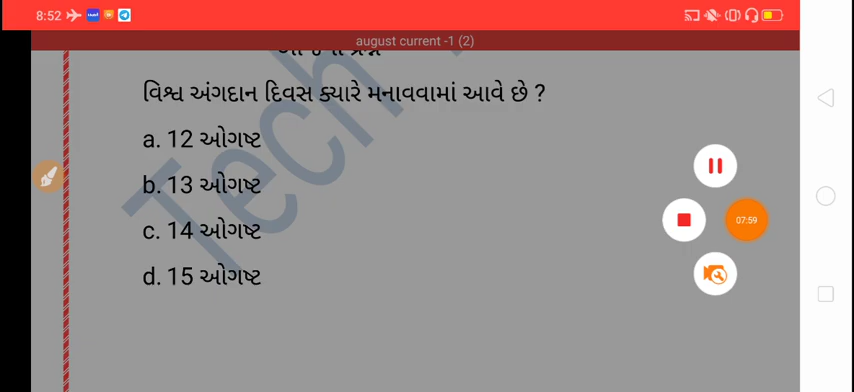 8:52
august current -1 (2)
વિશ્વ અંગદાન દિવસ ક્યારે મનાવવામાં આવે છે ?
a. 12 ઓગષ્ટ
b. 13 ઓગષ્ટ
c. 14 ઓગષ્ટ
d. 15 ઓગષ્ટ
Tech
07:59